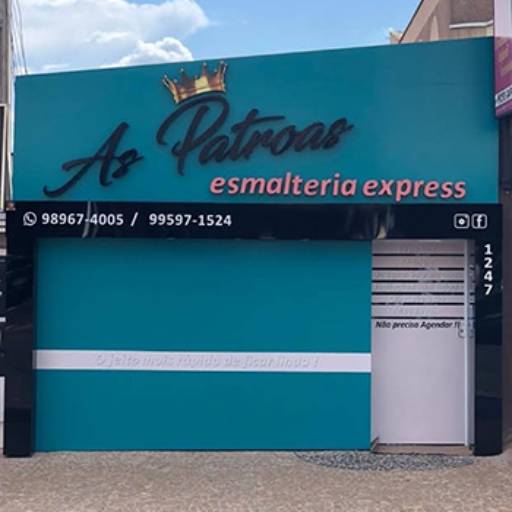 As Patroas
esmalteria express
98967-4005 / 99597-1524
1247
Não precisa Agendar !!
O jeito mais rápido de ficar linda !